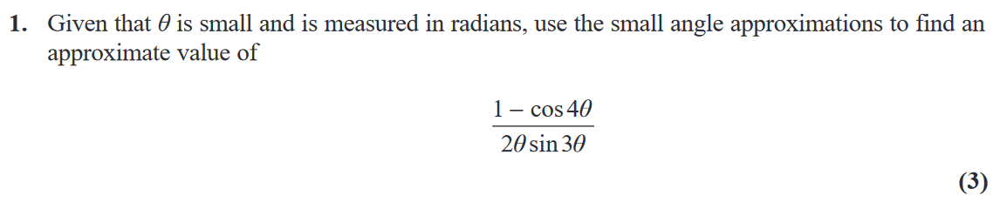 1. Given that θ is small and is measured in radians, use the small angle approximations to find an
approximate value of
1 – cos 4θ
2θ sin 3θ
(3)